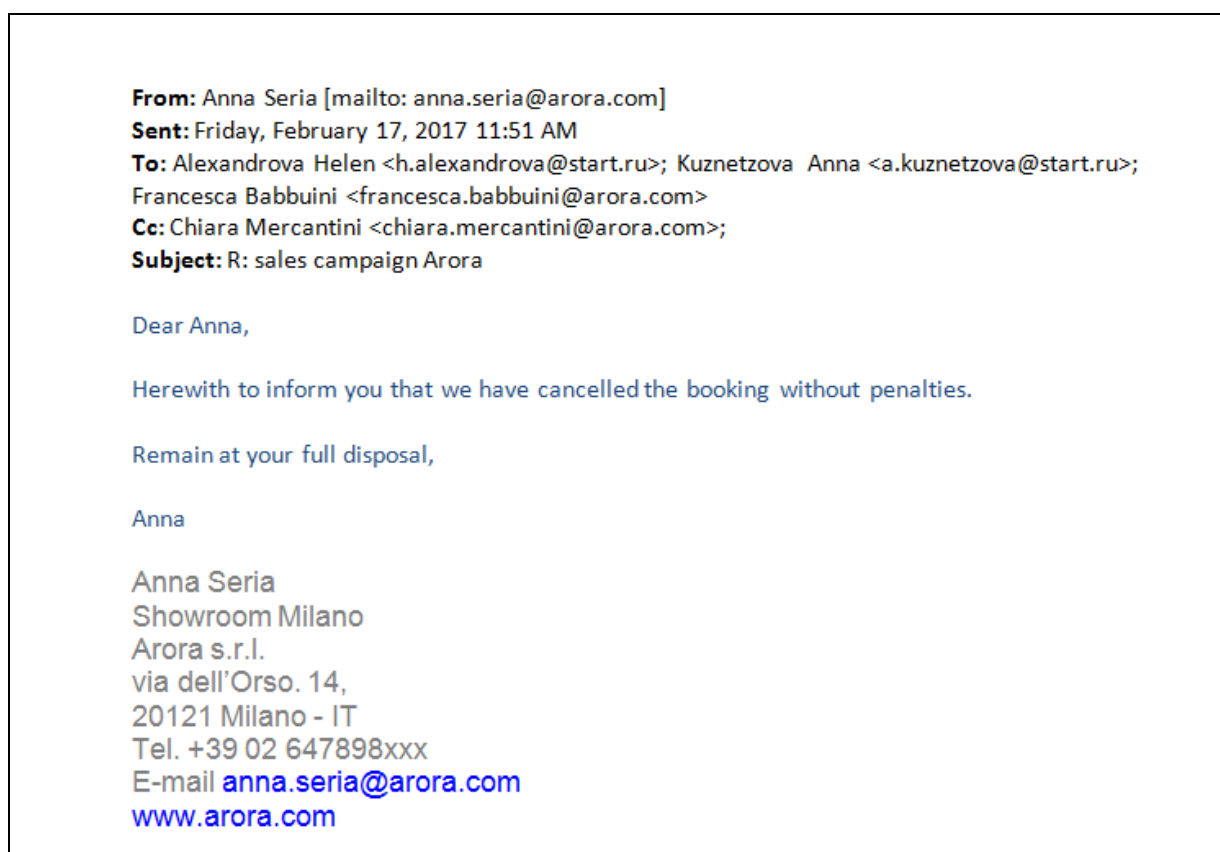 From: Anna Seria [mailto: anna.seria@arora.com]
Sent: Friday, February 17, 2017 11:51 AM
To: Alexandrova Helen <h.alexandrova@start.ru>; Kuznetzova Anna <a.kuznetzova@start.ru>;
Francesca Babbuini <francesca.babbuini@arora.com>
Cc: Chiara Mercantini <chiara.mercantini@arora.com>;
Subject: R: sales campaign Arora
Dear Anna,
Herewith to inform you that we have cancelled the booking without penalties.
Remain at your full disposal,
Anna
Anna Seria
Showroom Milano
Arora s.r.l.
via dell'Orso. 14,
20121 Milano - IT
Tel. +39 02 647898xxx
E-mail anna.seria@arora.com
www.arora.com